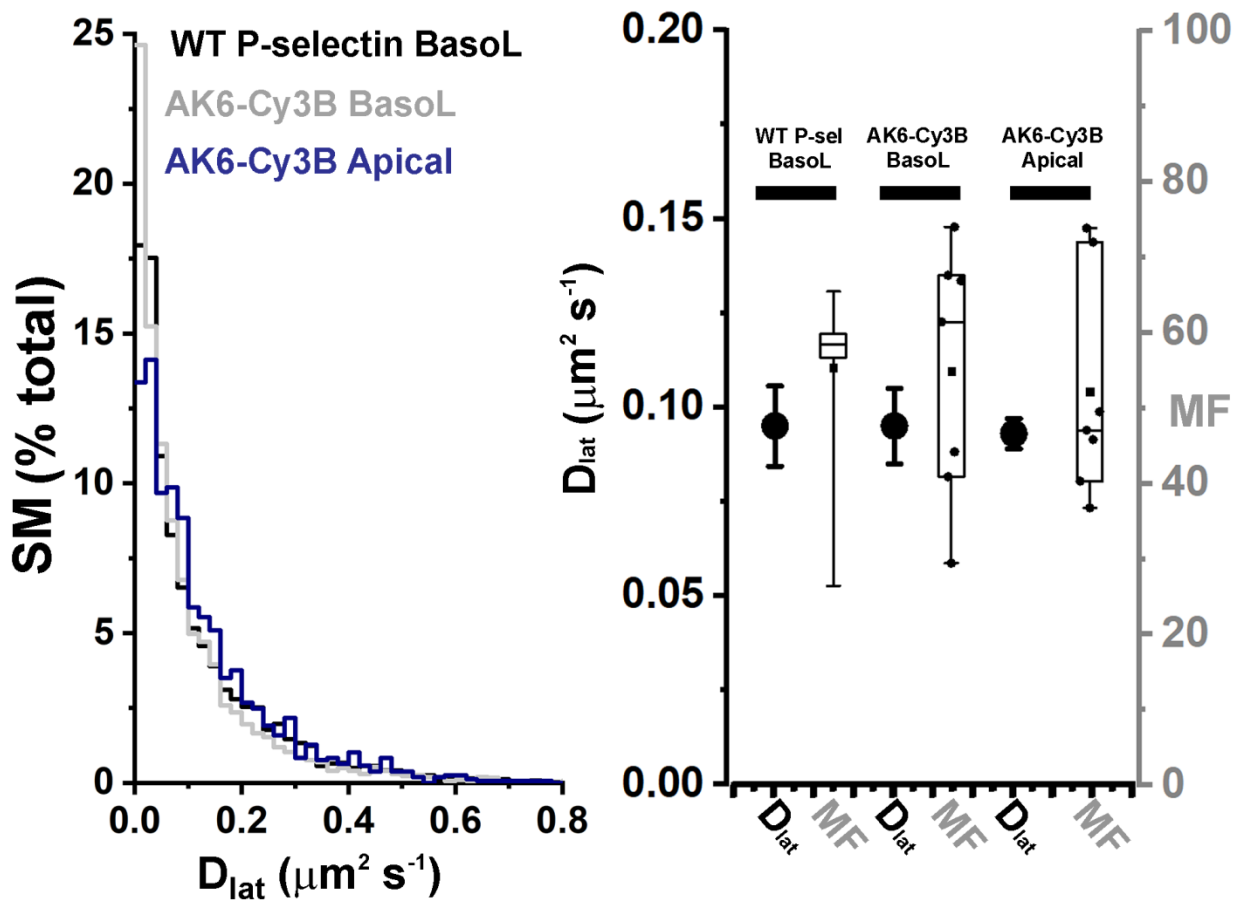 WT P-selectin BasoL
AK6-Cy3B BasoL
AK6-Cy3B Apical
SM (% total)
25
20
15
10
5
0
0.0 0.2 0.4 0.6 0.8
Dlat (μm² s⁻¹)
Dlat (μm² s⁻¹)
0.20
0.15
0.10
0.05
0.00
WT P-sel
BasoL
AK6-Cy3B
BasoL
AK6-Cy3B
Apical
100
80
60
40
20
0
MF
Dlat MF Dlat MF Dlat MF